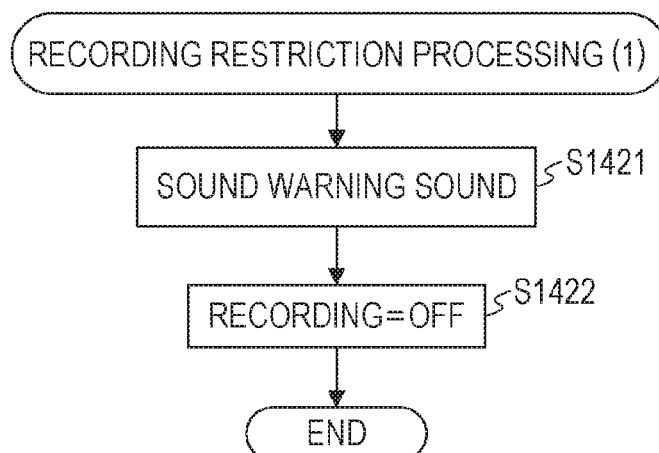 RECORDING RESTRICTION PROCESSING (1)
SOUND WARNING SOUND
S1421
RECORDING=OFF
S1422
END